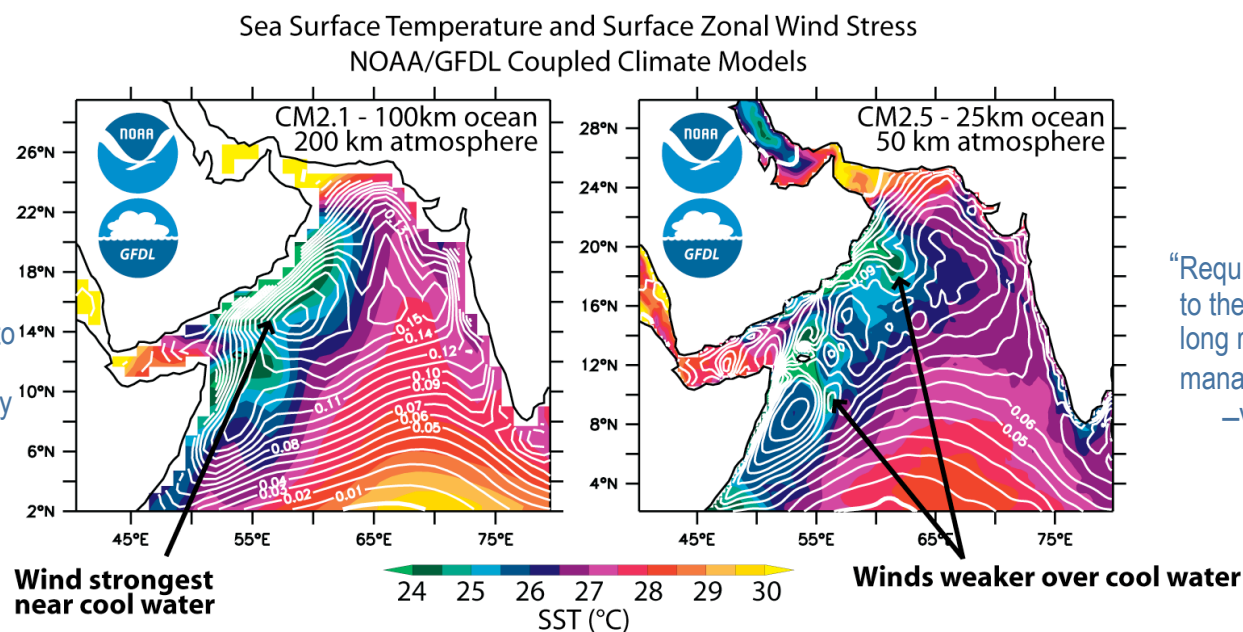 Sea Surface Temperature and Surface Zonal Wind Stress
NOAA/GFDL Coupled Climate Models
CM2.1 - 100km ocean
200 km atmosphere
NOAA
GFDL
26°N
22°N
18°N
14°N
10°N
6°N
2°N
45°E
55°E
65°E
75°E
0.13
0.15
0.14
0.12
0.10
0.09
0.11
0.07
0.06
0.05
0.08
0.04
0.03
0.02
0.01
CM2.5 - 25km ocean
50 km atmosphere
NOAA
GFDL
28°N
24°N
20°N
16°N
12°N
8°N
4°N
45°E
55°E
65°E
75°E
0.09
0.06
0.05
to
y
“Requ
to the
long r
mana
Wind strongest
near cool water
24 25 26 27 28 29 30
SST (°C)
Winds weaker over cool water